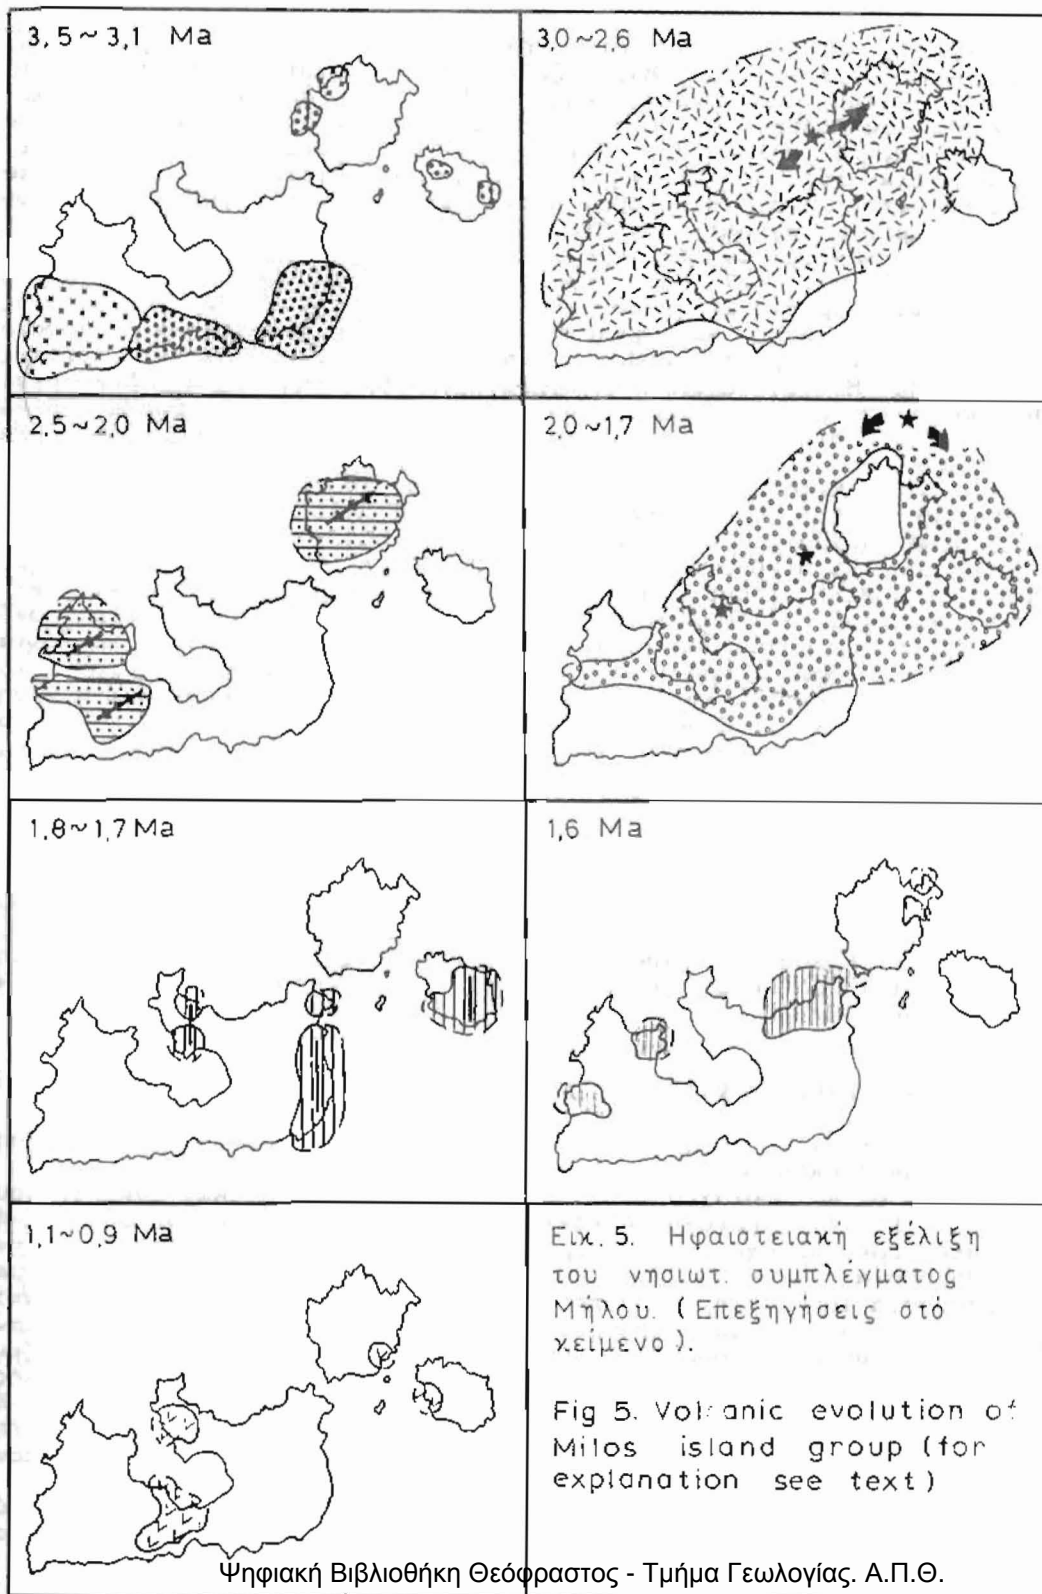 3,5~3,1 Ma
3,0~2,6 Ma
2,5~2,0 Ma
2,0~1,7 Ma
1,8~1,7 Ma
1,6 Ma
1,1~0,9 Ma
Εικ. 5. Ηφαιστειακή εξέλιξη
του νησιωτ. συμπλέγματος
Μήλου. (Επεξηγήσεις στό
κείμενο).
Fig 5. Volcanic evolution of
Milos island group (for
explanation see text)
Ψηφιακή Βιβλιοθήκη Θεόφραστος - Τμήμα Γεωλογίας. Α.Π.Θ.